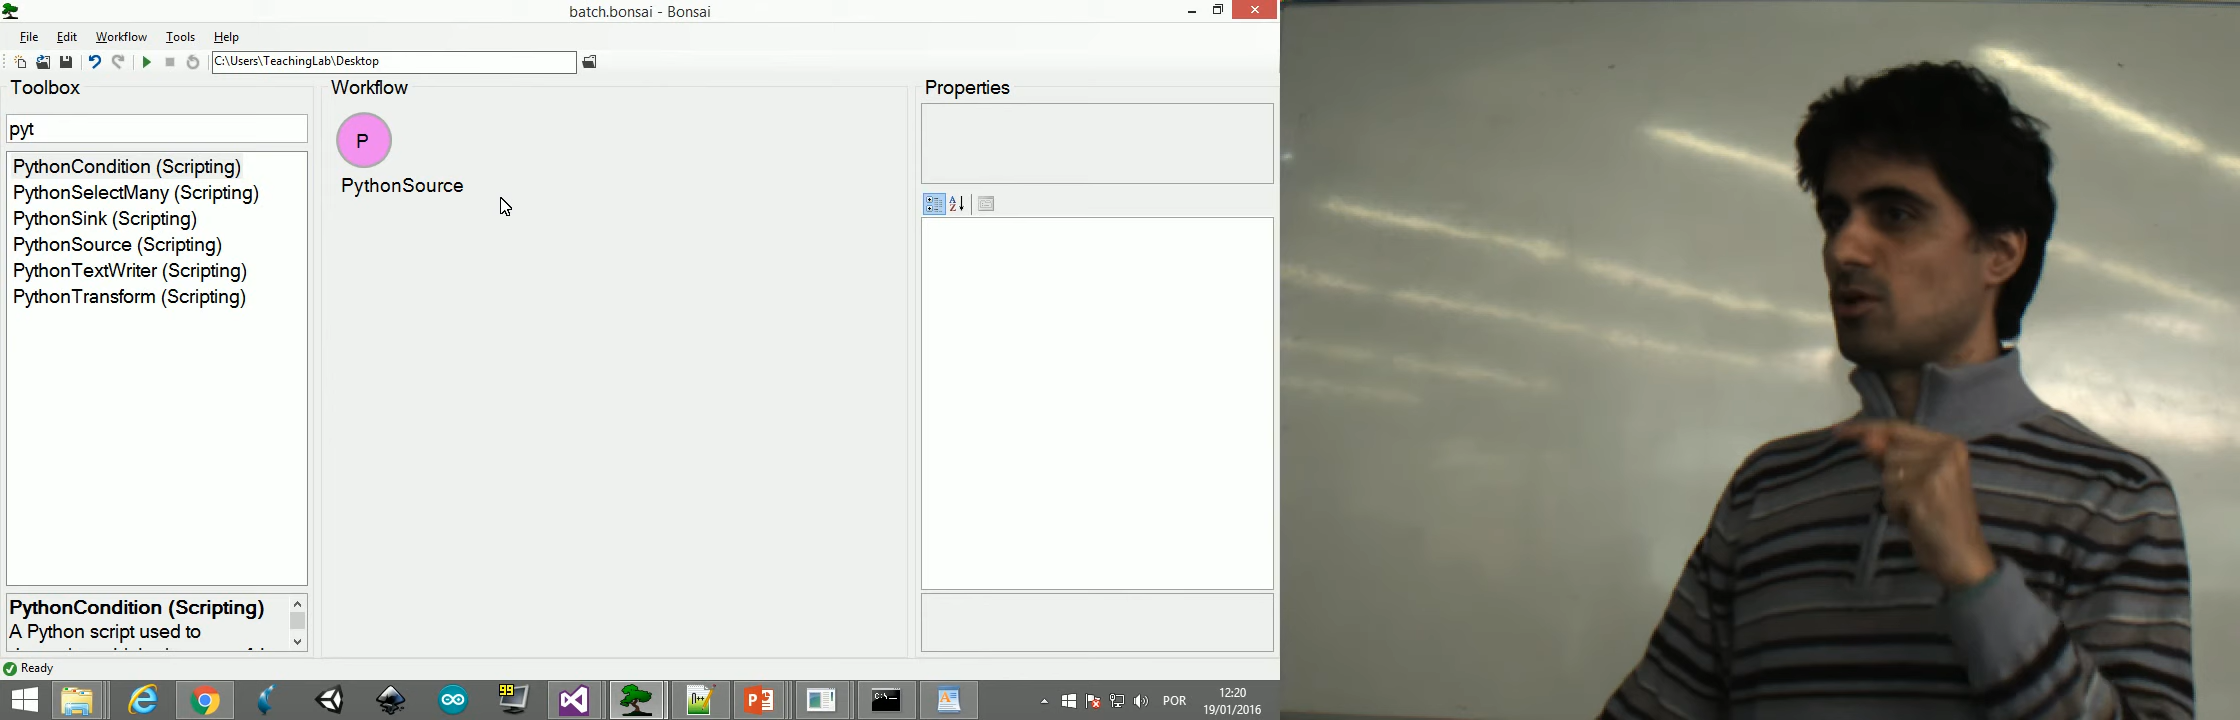 batch.bonsai - Bonsai
File Edit Workflow Tools Help
C:\Users\TeachingLab\Desktop
Toolbox
Workflow
Properties
pyt
P
PythonCondition (Scripting)
PythonSelectMany (Scripting)
PythonSink (Scripting)
PythonSource (Scripting)
PythonTextWriter (Scripting)
PythonTransform (Scripting)
PythonSource
A
Z
PythonCondition (Scripting)
A Python script used to
Ready
99
C:\_
POR
12:20
19/01/2016